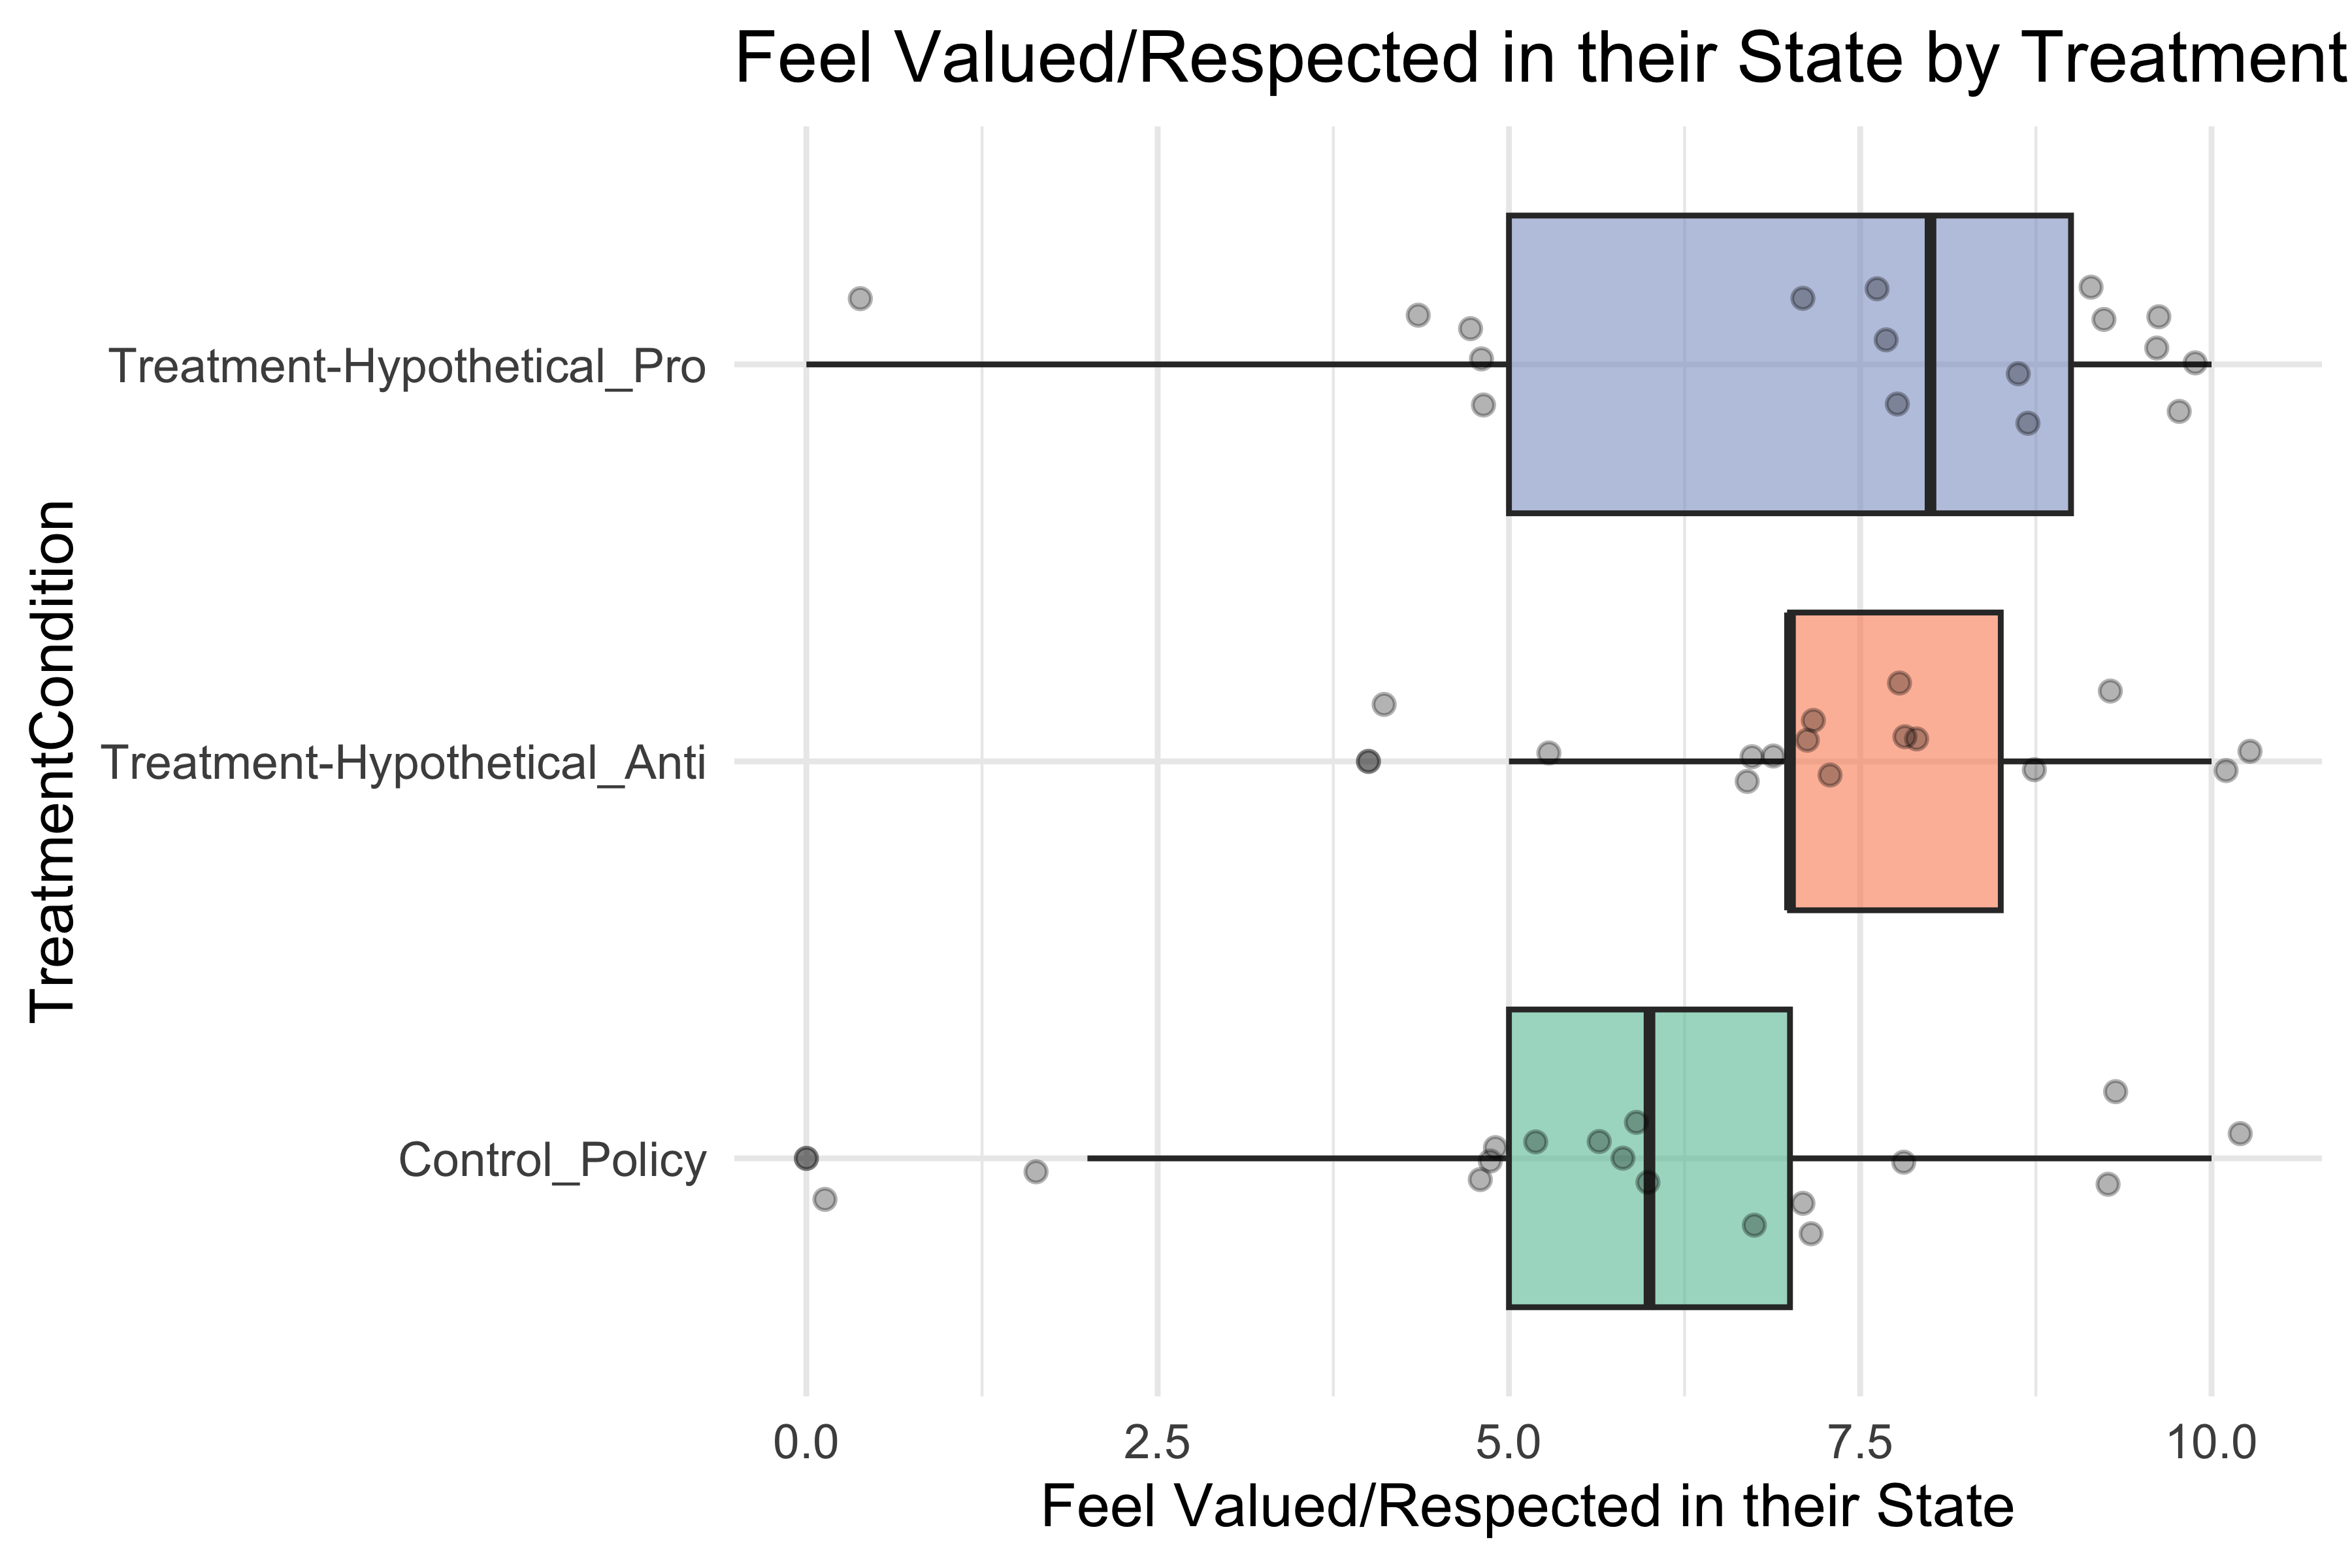 Feel Valued/Respected in their State by Treatment
TreatmentCondition
Treatment-Hypothetical_Pro
Treatment-Hypothetical_Anti
Control_Policy
0.0 2.5 5.0 7.5 10.0
Feel Valued/Respected in their State